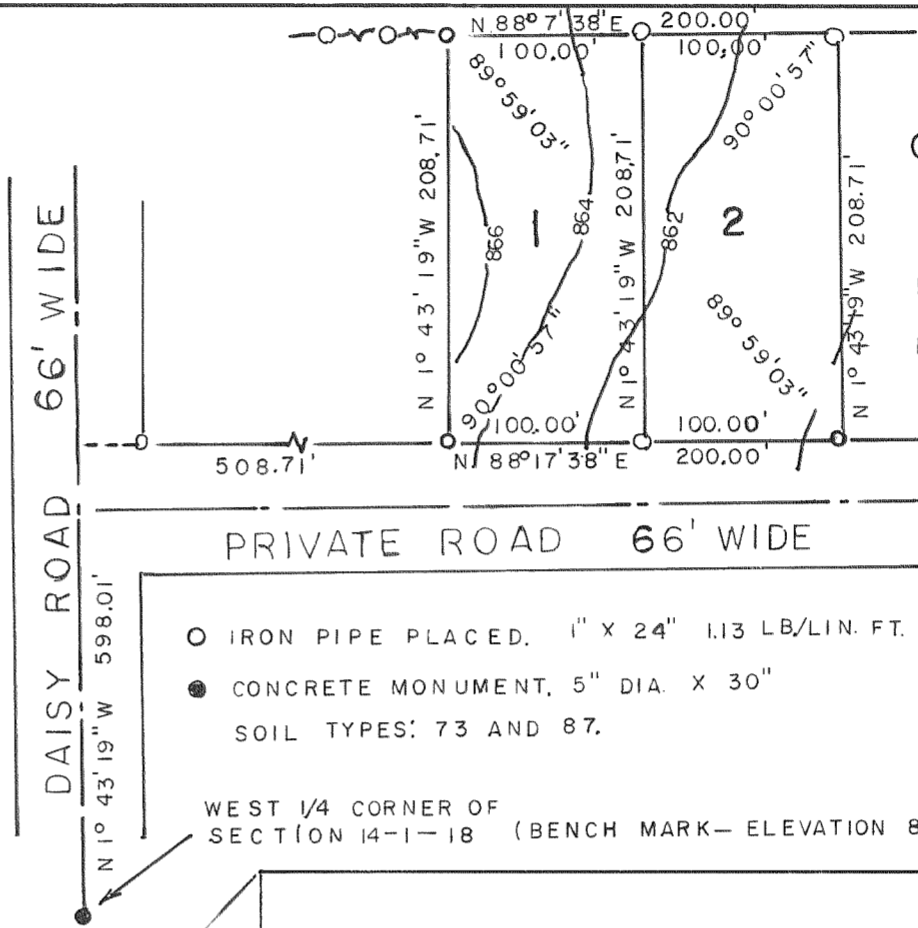 N 88° 7' 38" E 200.00'
100.00' 100.00'
89° 59' 03" 90° 00' 57"
N 1° 43' 19" W 208.71'
866
1
864
N 1° 43' 19" W 208.71'
862
2
N 1° 43' 19" W 208.71'
90° 00' 57" 89° 59' 03"
100.00' 100.00'
508.71' N 88° 17' 38" E 200.00'
DAISY ROAD 66' WIDE
N 1° 43' 19" W 598.01'
PRIVATE ROAD 66' WIDE
IRON PIPE PLACED. 1" X 24" 1.13 LB./LIN. FT.
CONCRETE MONUMENT, 5" DIA. X 30"
SOIL TYPES: 73 AND 87.
WEST 1/4 CORNER OF
SECTION 14-1-18 (BENCH MARK— ELEVATION 8